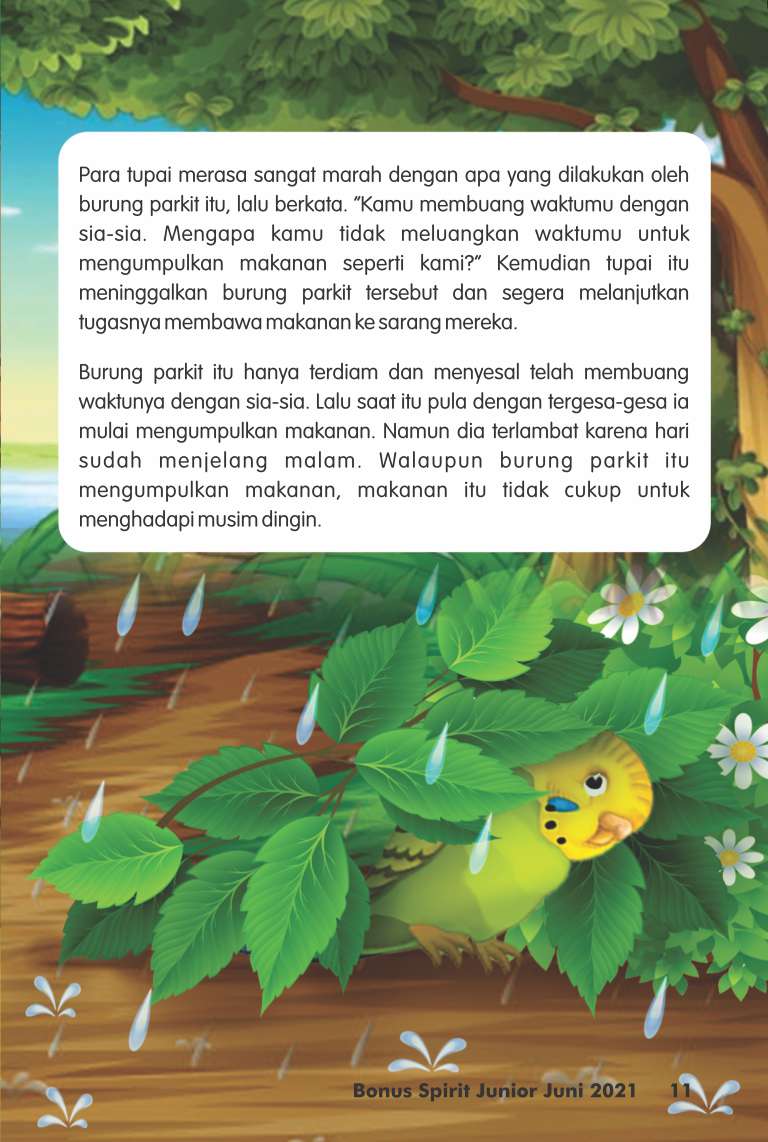 Para tupai merasa sangat marah dengan apa yang dilakukan oleh
burung parkit itu, lalu berkata. "Kamu membuang waktumu dengan
sia-sia. Mengapa kamu tidak meluangkan waktumu untuk
mengumpulkan makanan seperti kami?" Kemudian tupai itu
meninggalkan burung parkit tersebut dan segera melanjutkan
tugasnya membawa makanan ke sarang mereka.
Burung parkit itu hanya terdiam dan menyesal telah membuang
waktunya dengan sia-sia. Lalu saat itu pula dengan tergesa-gesa ia
mulai mengumpulkan makanan. Namun dia terlambat karena hari
sudah menjelang malam. Walaupun burung parkit itu
mengumpulkan makanan, makanan itu tidak cukup untuk
menghadapi musim dingin.
Bonus Spirit Junior Juni 2021 11